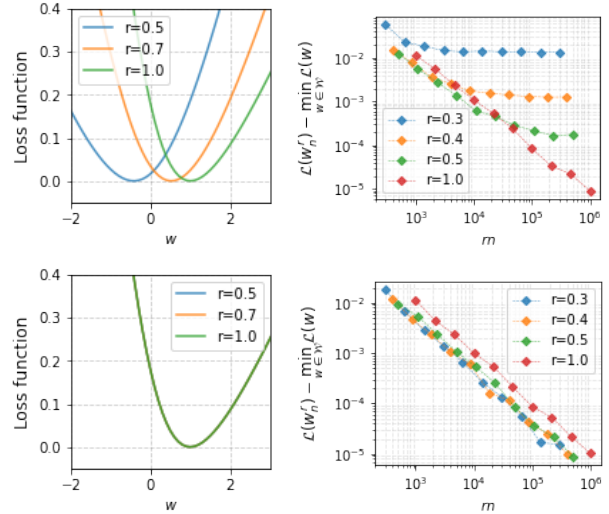 0.4
0.3
0.2
0.1
0.0
Loss function
r=0.5
r=0.7
r=1.0
−2
0
2
w
10⁻²
10⁻³
10⁻⁴
10⁻⁵
ℒ(wₙʳ) − min ℒ(w)
w ∈ 𝒲
r=0.3
r=0.4
r=0.5
r=1.0
10³
10⁴
10⁵
10⁶
rn
0.4
0.3
0.2
0.1
0.0
Loss function
r=0.5
r=0.7
r=1.0
−2
0
2
w
10⁻²
10⁻³
10⁻⁴
10⁻⁵
ℒ(wₙʳ) − min ℒ(w)
w ∈ 𝒲
r=0.3
r=0.4
r=0.5
r=1.0
10³
10⁴
10⁵
10⁶
rn